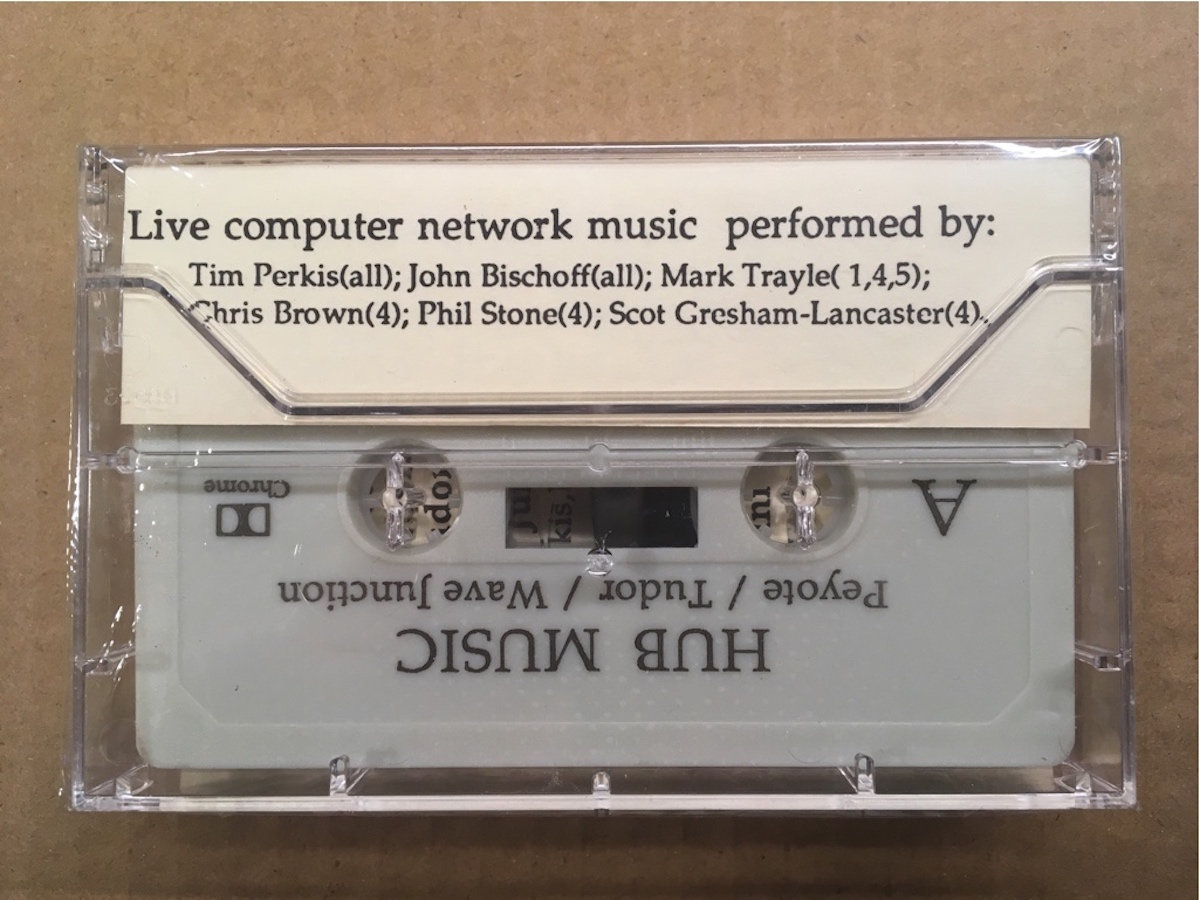 Live computer network music performed by:
Tim Perkis(all); John Bischoff(all); Mark Trayle( 1,4,5);
Chris Brown(4); Phil Stone(4); Scot Gresham-Lancaster(4).
HUB MUSIC
Peyote / Tudor / Wave Junction
A
Chrome